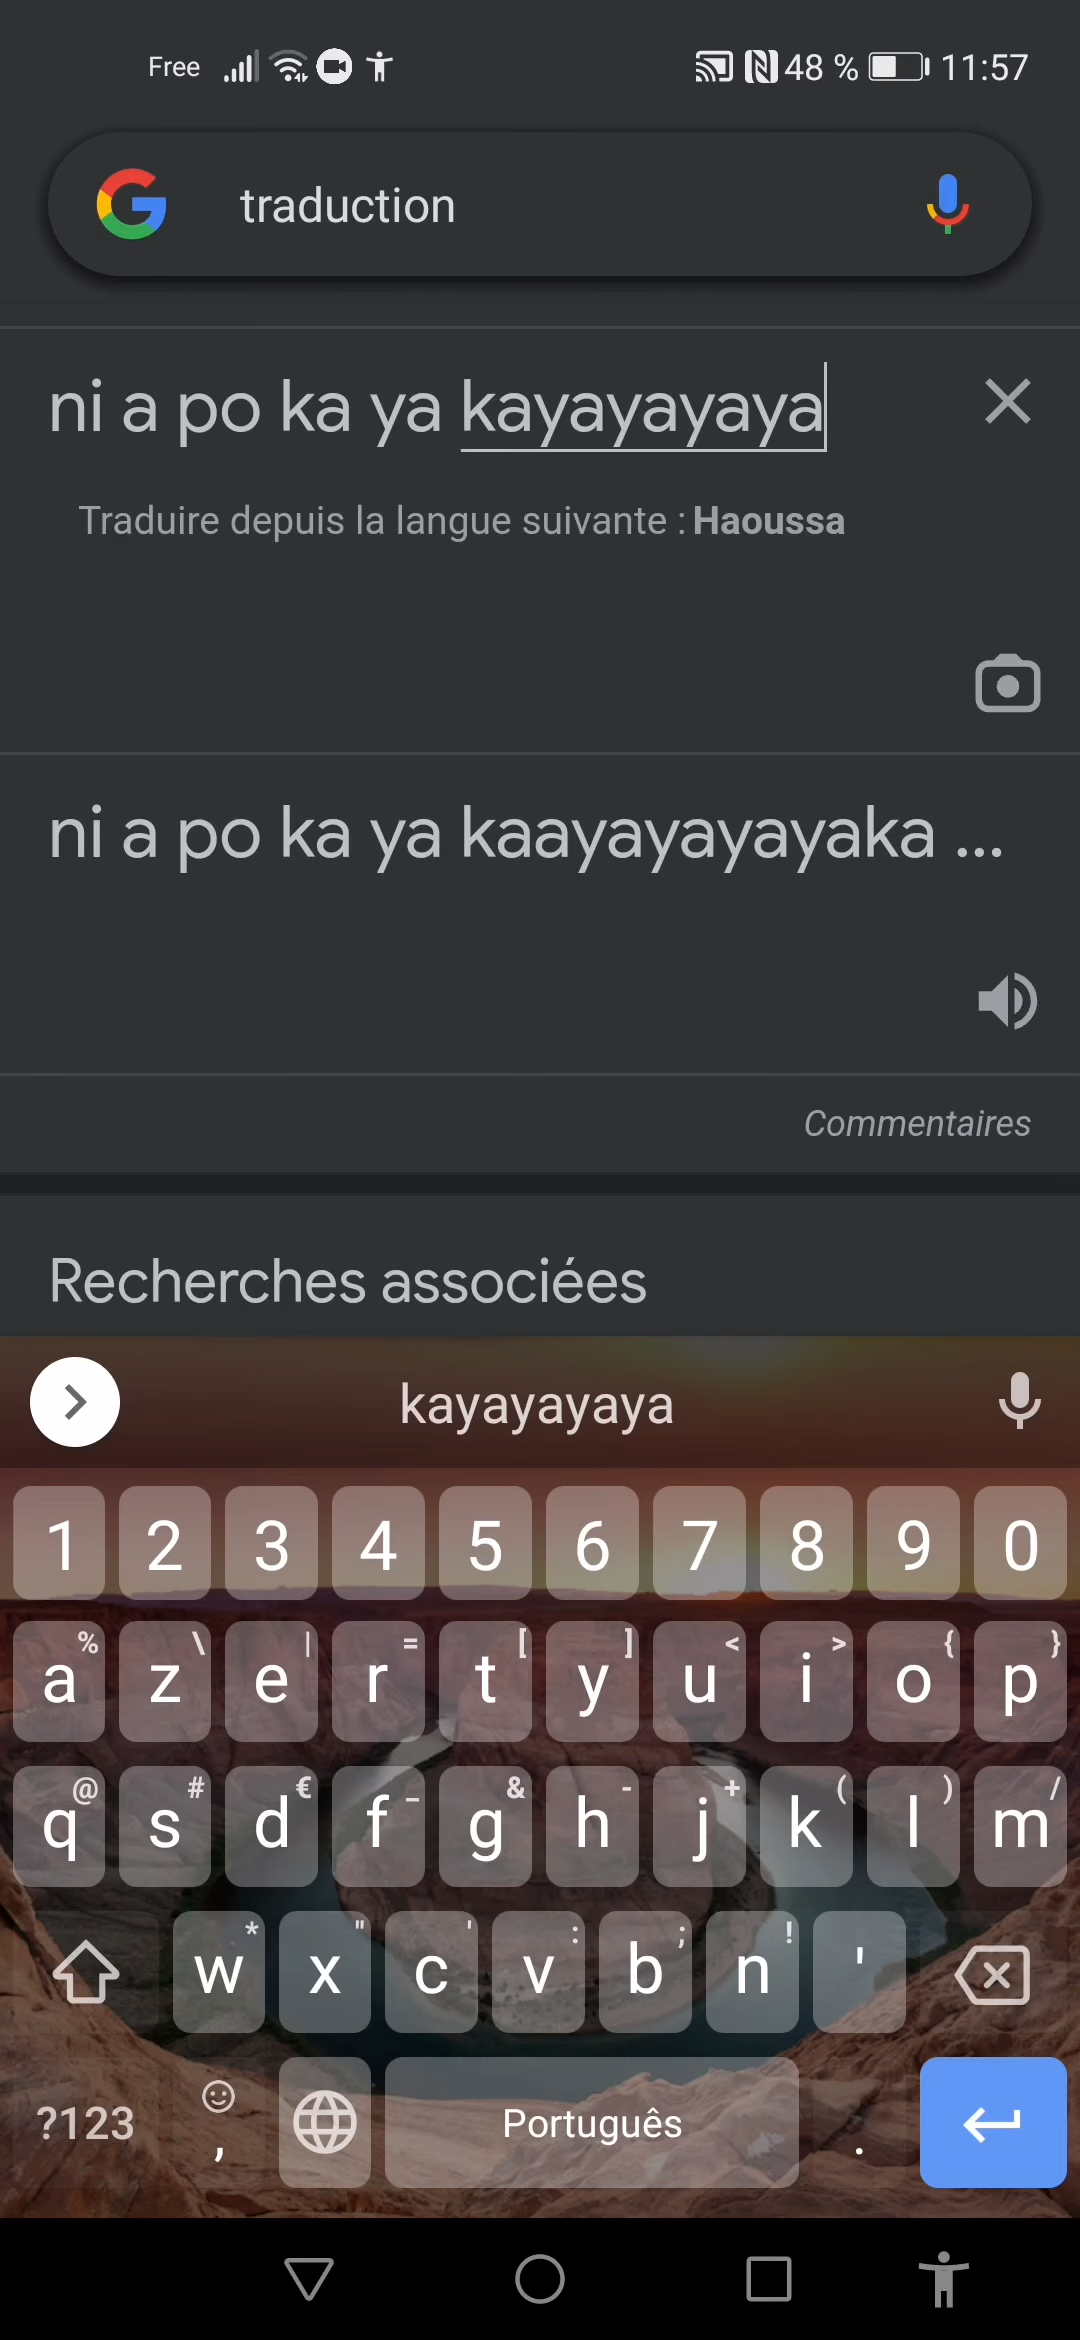 Free 48 % 11:57
traduction
ni a po ka ya kayayayaya
Traduire depuis la langue suivante : Haoussa
ni a po ka ya kaayayayayaka ...
Commentaires
Recherches associées
kayayayaya
1 2 3 4 5 6 7 8 9 0
% \ | = [ ] < > { }
a z e r t y u i o p
@ # € _ & - + ( ) /
q s d f g h j k l m
* " ' : ; !
w x c v b n '
?123 , Português .